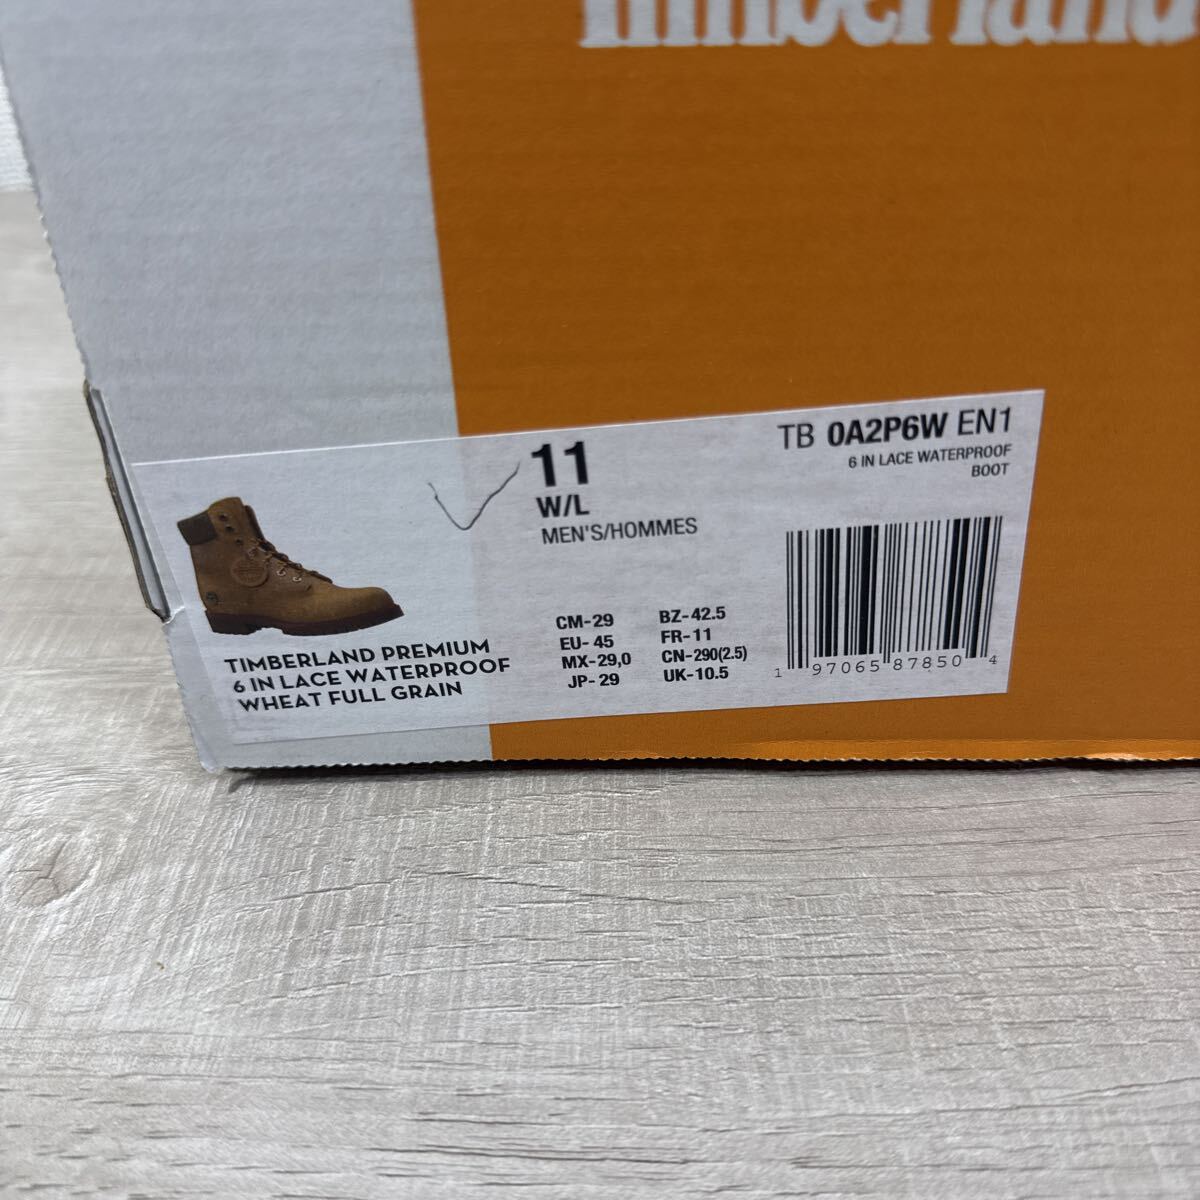 Timberland
11
W/L
MEN'S/HOMMES
TB 0A2P6W EN1
6 IN LACE WATERPROOF
BOOT
TIMBERLAND PREMIUM
6 IN LACE WATERPROOF
WHEAT FULL GRAIN
CM-29 BZ-42.5
EU- 45 FR-11
MX-29,0 CN-290(2.5)
JP-29 UK-10.5
1 97065 87850 4